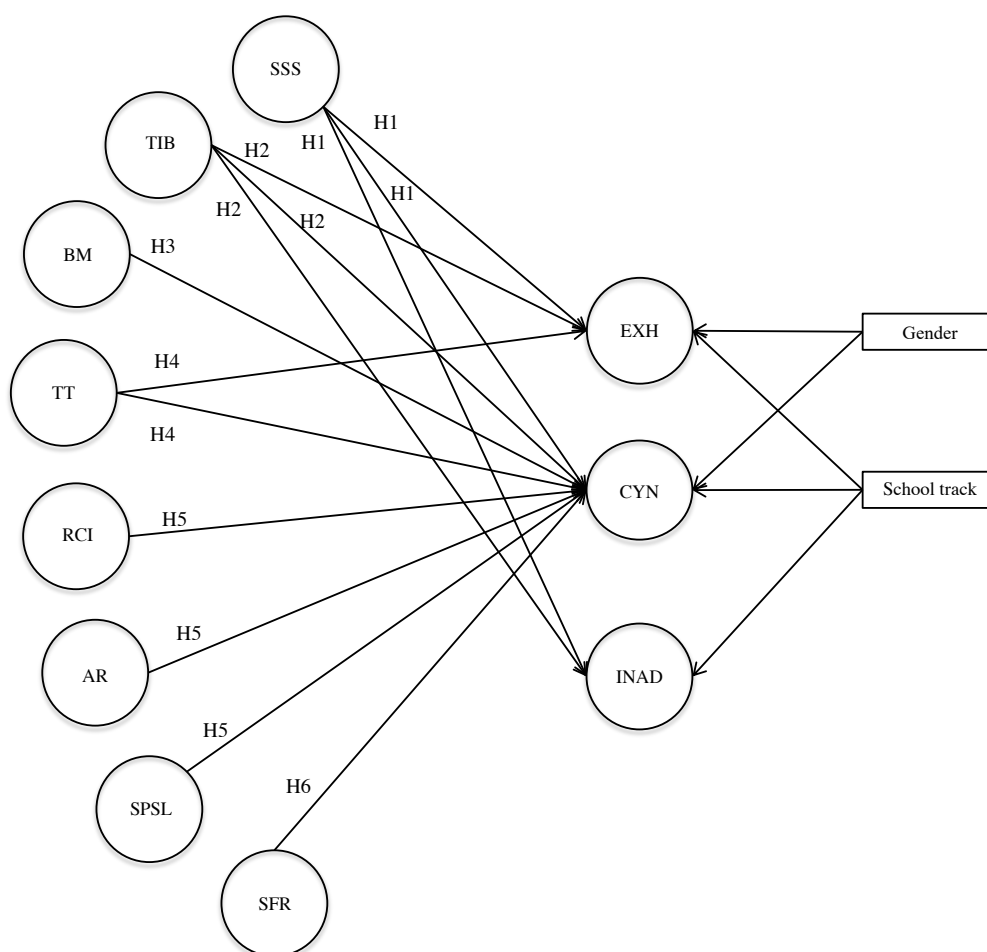 SSS
H1
H1
TIB
H2
H1
H2
H2
BM
H3
EXH
Gender
H4
TT
H4
CYN
School track
RCI
H5
H5
AR
INAD
H5
H6
SPSL
SFR